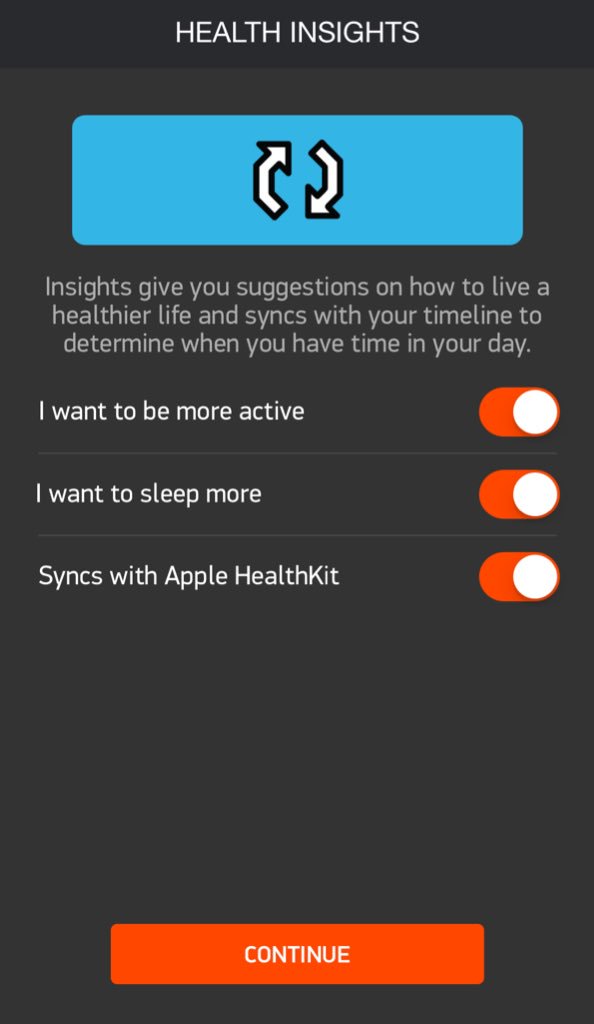 HEALTH INSIGHTS
Insights give you suggestions on how to live a
healthier life and syncs with your timeline to
determine when you have time in your day.
I want to be more active
I want to sleep more
Syncs with Apple HealthKit
CONTINUE